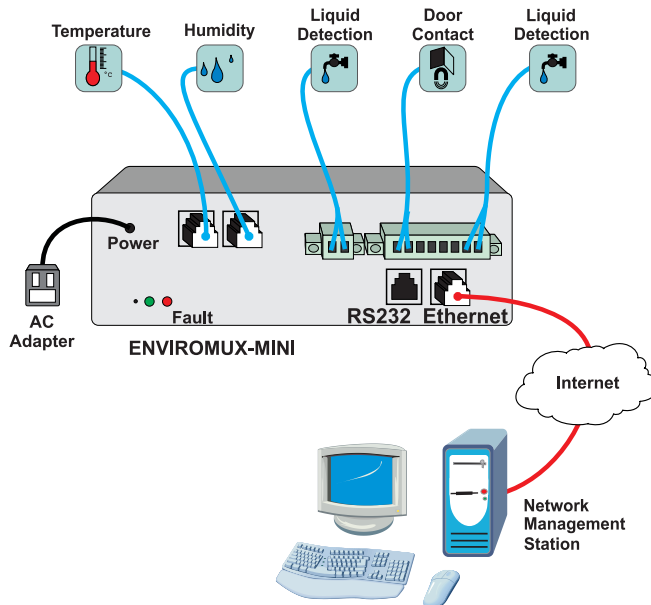 Temperature
Humidity
Liquid
Detection
Door
Contact
Liquid
Detection
°C
Power
AC
Adapter
Fault
RS232
Ethernet
ENVIROMUX-MINI
Internet
Network
Management
Station